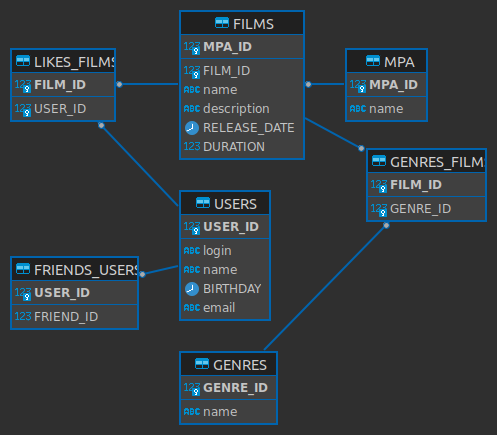 FILMS
123 MPA_ID
123 FILM_ID
ABC name
ABC description
RELEASE_DATE
123 DURATION
LIKES_FILMS
123 FILM_ID
123 USER_ID
MPA
123 MPA_ID
ABC name
GENRES_FILM
123 FILM_ID
123 GENRE_ID
USERS
123 USER_ID
ABC login
ABC name
BIRTHDAY
ABC email
FRIENDS_USERS
123 USER_ID
123 FRIEND_ID
GENRES
123 GENRE_ID
ABC name